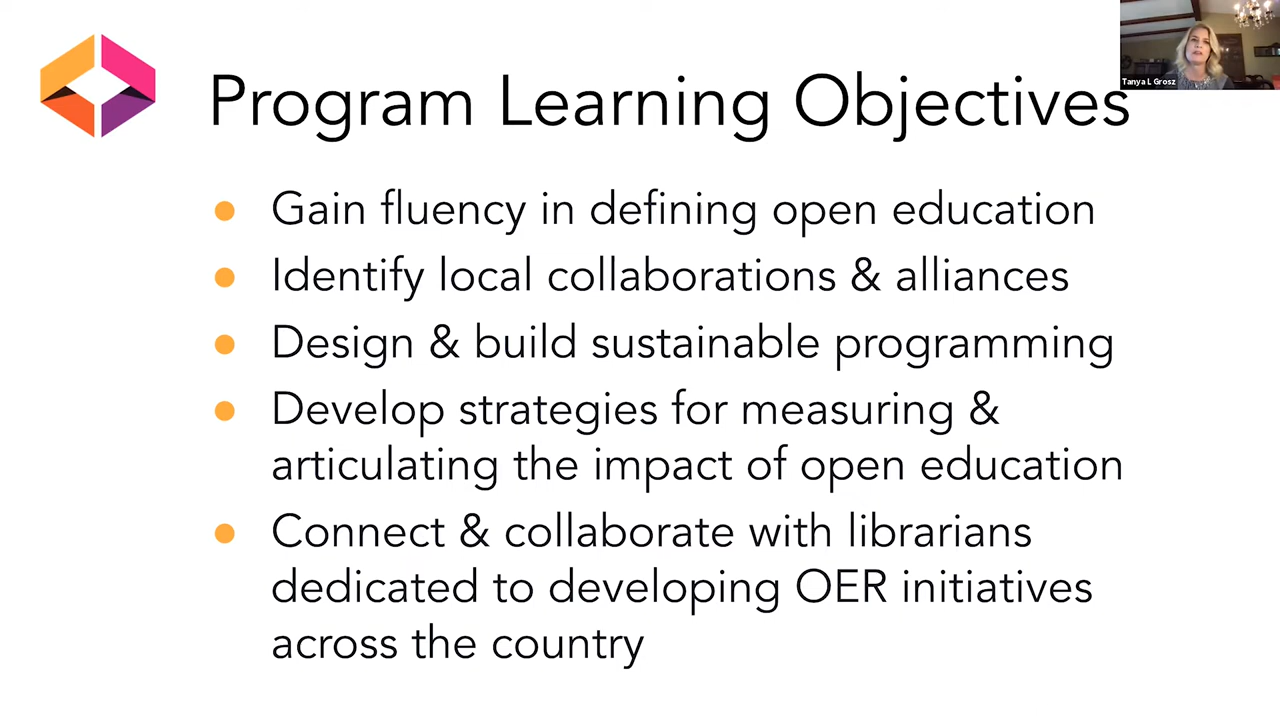 Tanya L Grosz
Program Learning Objectives
● Gain fluency in defining open education
● Identify local collaborations & alliances
● Design & build sustainable programming
● Develop strategies for measuring &
articulating the impact of open education
● Connect & collaborate with librarians
dedicated to developing OER initiatives
across the country